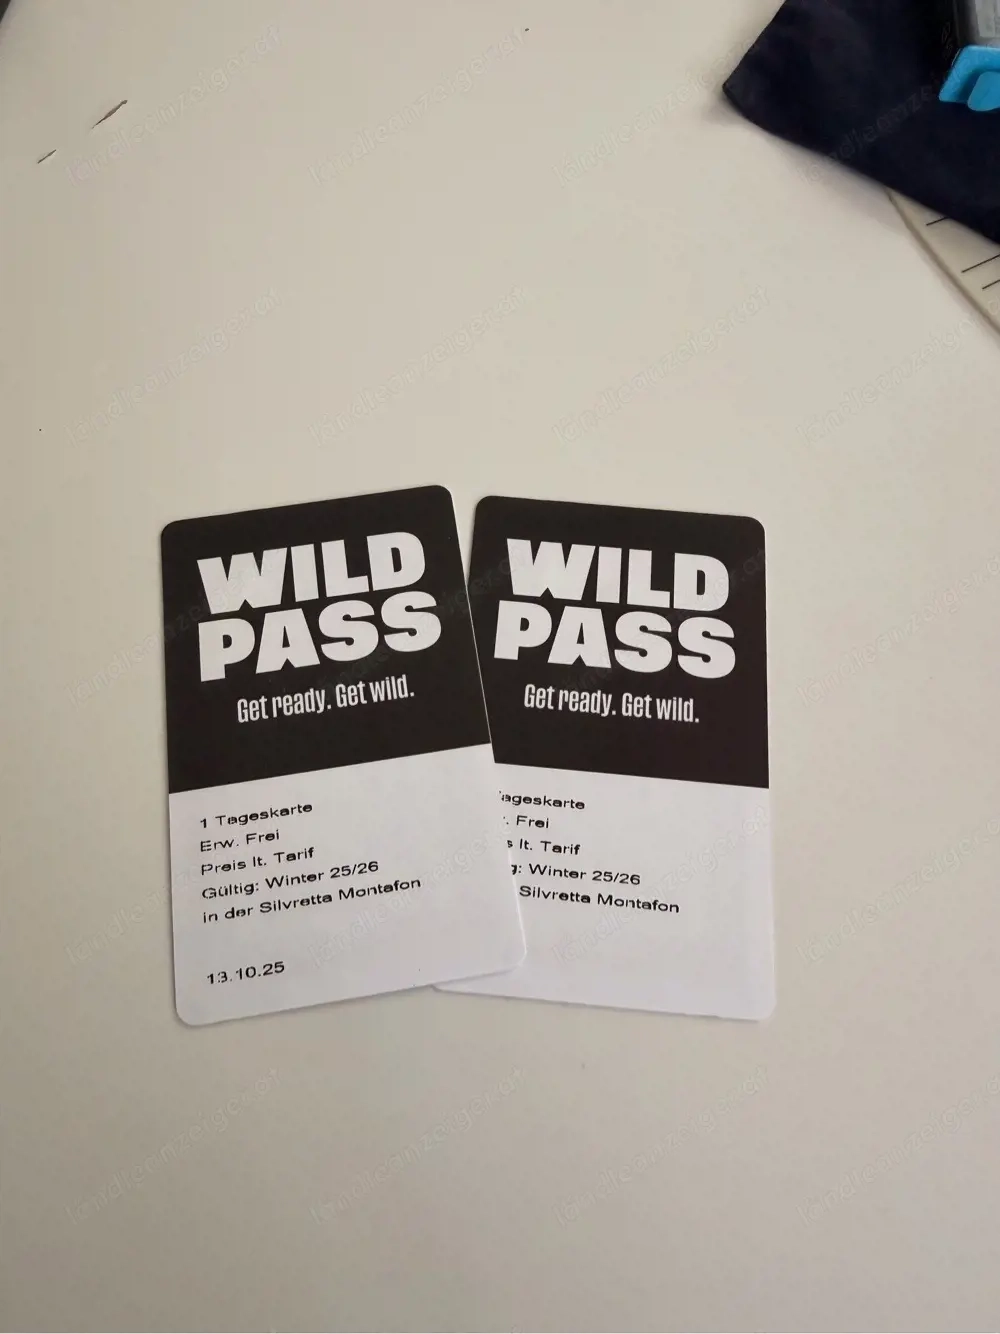 WILD
PASS
Get ready. Get wild.
1 Tageskarte
Erw. Frei
Preis lt. Tarif
Gültig: Winter 25/26
in der Silvretta Montafon
13.10.25
WILD
PASS
Get ready. Get wild.
ageskarte
. Frei
s lt. Tarif
g: Winter 25/26
Silvretta Montafon
ländleanzeiger.at